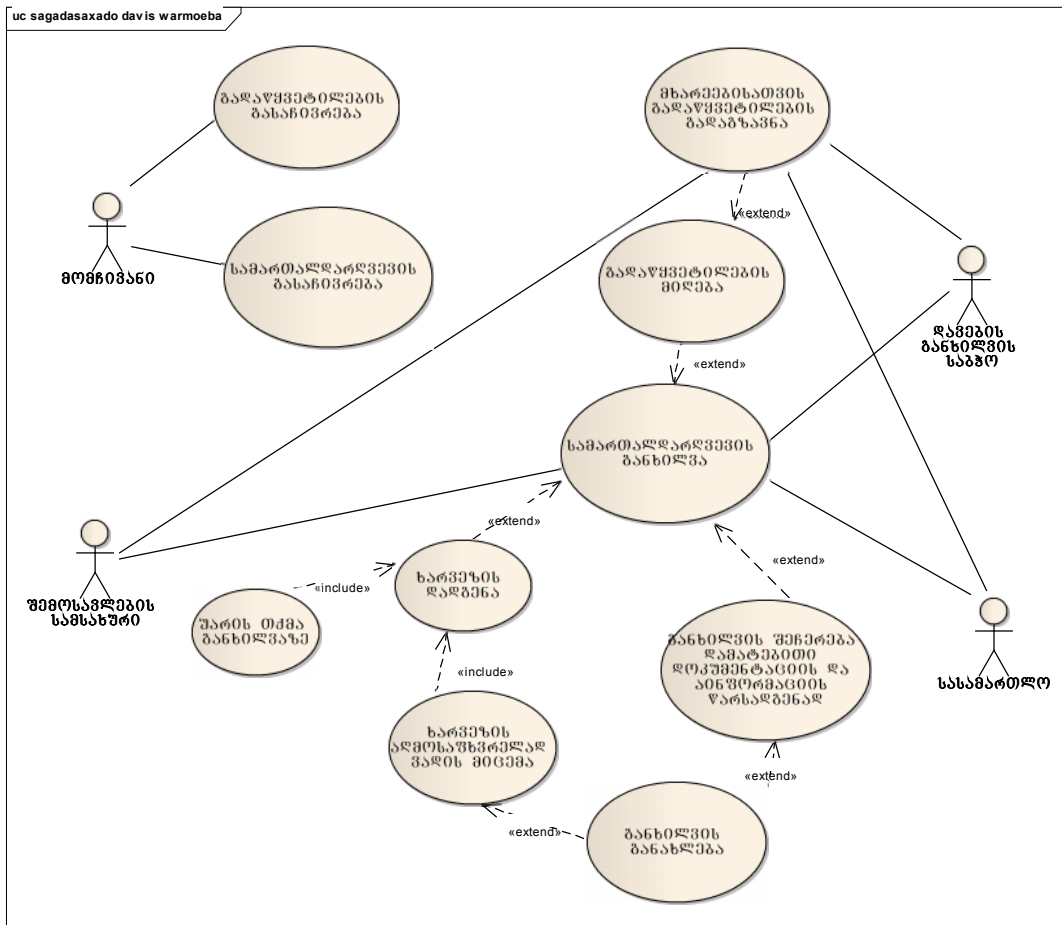 uc sagadasaxado davis warmoeba
გადაწყვეტილების
გასაჩივრება
მხარეებისათვის
გადაწყვეტილების
გადაგზავნა
«extend»
სამართალდარღვევის
გასაჩივრება
მომჩივანი
გადაწყვეტილების
მიღება
დავების
განხილვის
საბჭო
«extend»
სამართალდარღვევის
განხილვა
«extend»
«extend»
შემოსავლების
სამსახური
უარის თქმა
განხილვაზე
«include»
ხარვეზის
დადგენა
განხილვის შეჩერება
დამატებითი
დოკუმენტაციის და
აინფორმაციის
წარსადგენად
სასამართლო
«include»
ხარვეზის
აღმოსაფხვრელად
ვადის მიცემა
«extend»
«extend»
განხილვის
განახლება